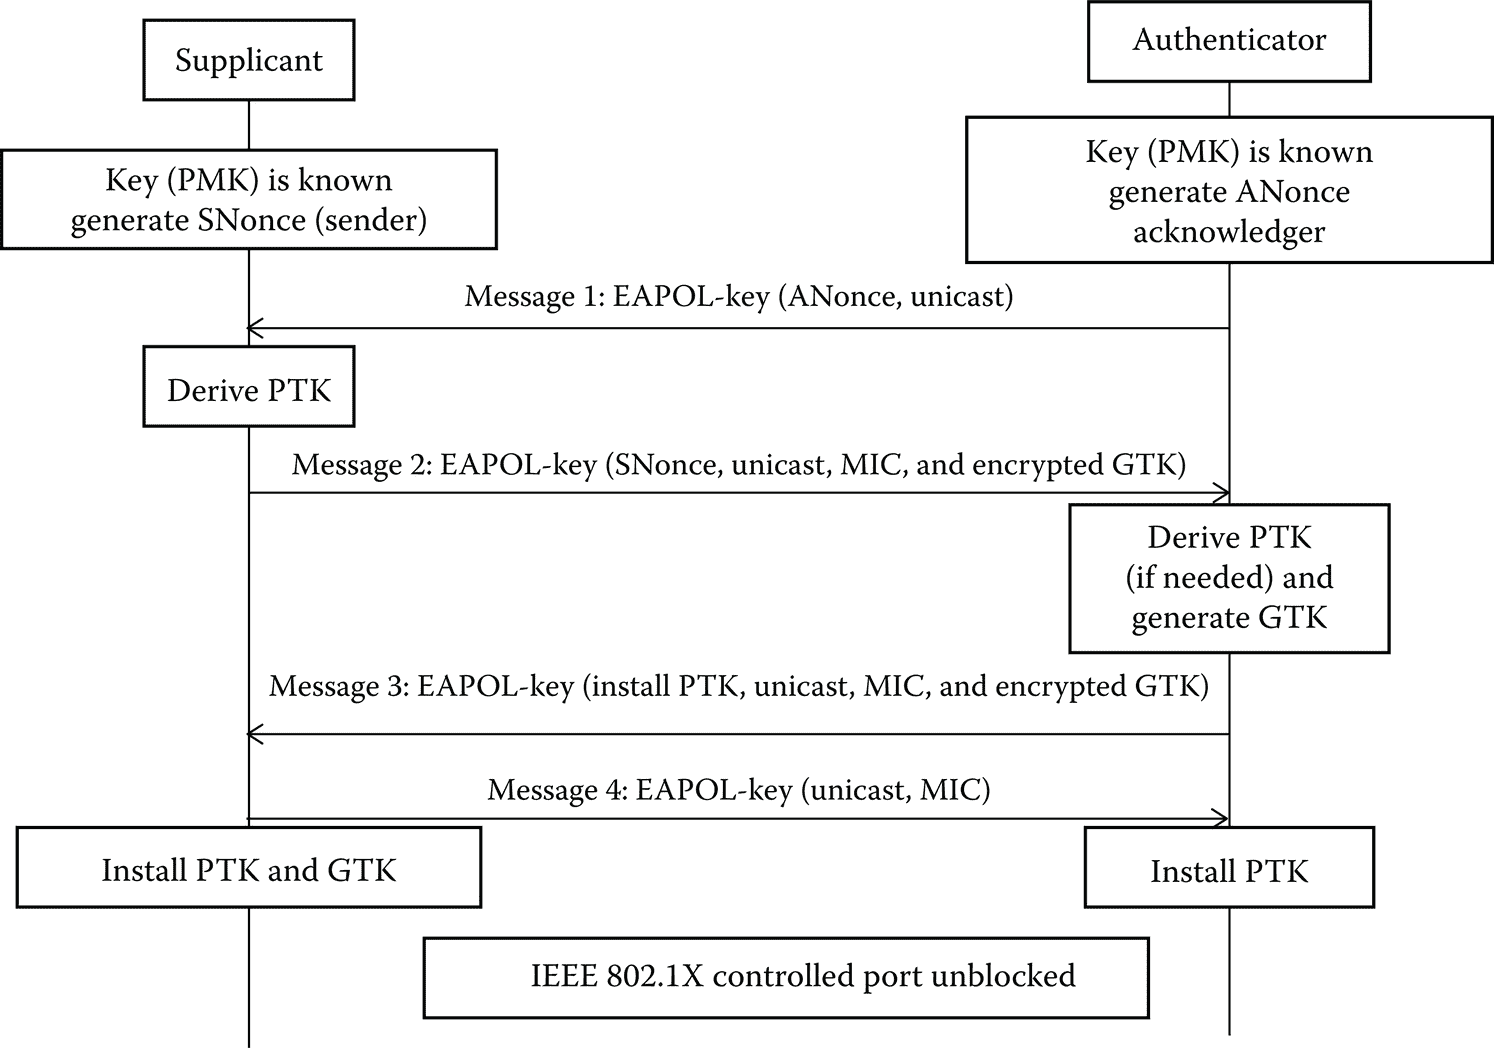 Supplicant
Authenticator
Key (PMK) is known
generate SNonce (sender)
Key (PMK) is known
generate ANonce
acknowledger
Message 1: EAPOL-key (ANonce, unicast)
Derive PTK
Message 2: EAPOL-key (SNonce, unicast, MIC, and encrypted GTK)
Derive PTK
(if needed) and
generate GTK
Message 3: EAPOL-key (install PTK, unicast, MIC, and encrypted GTK)
Message 4: EAPOL-key (unicast, MIC)
Install PTK and GTK
Install PTK
IEEE 802.1X controlled port unblocked